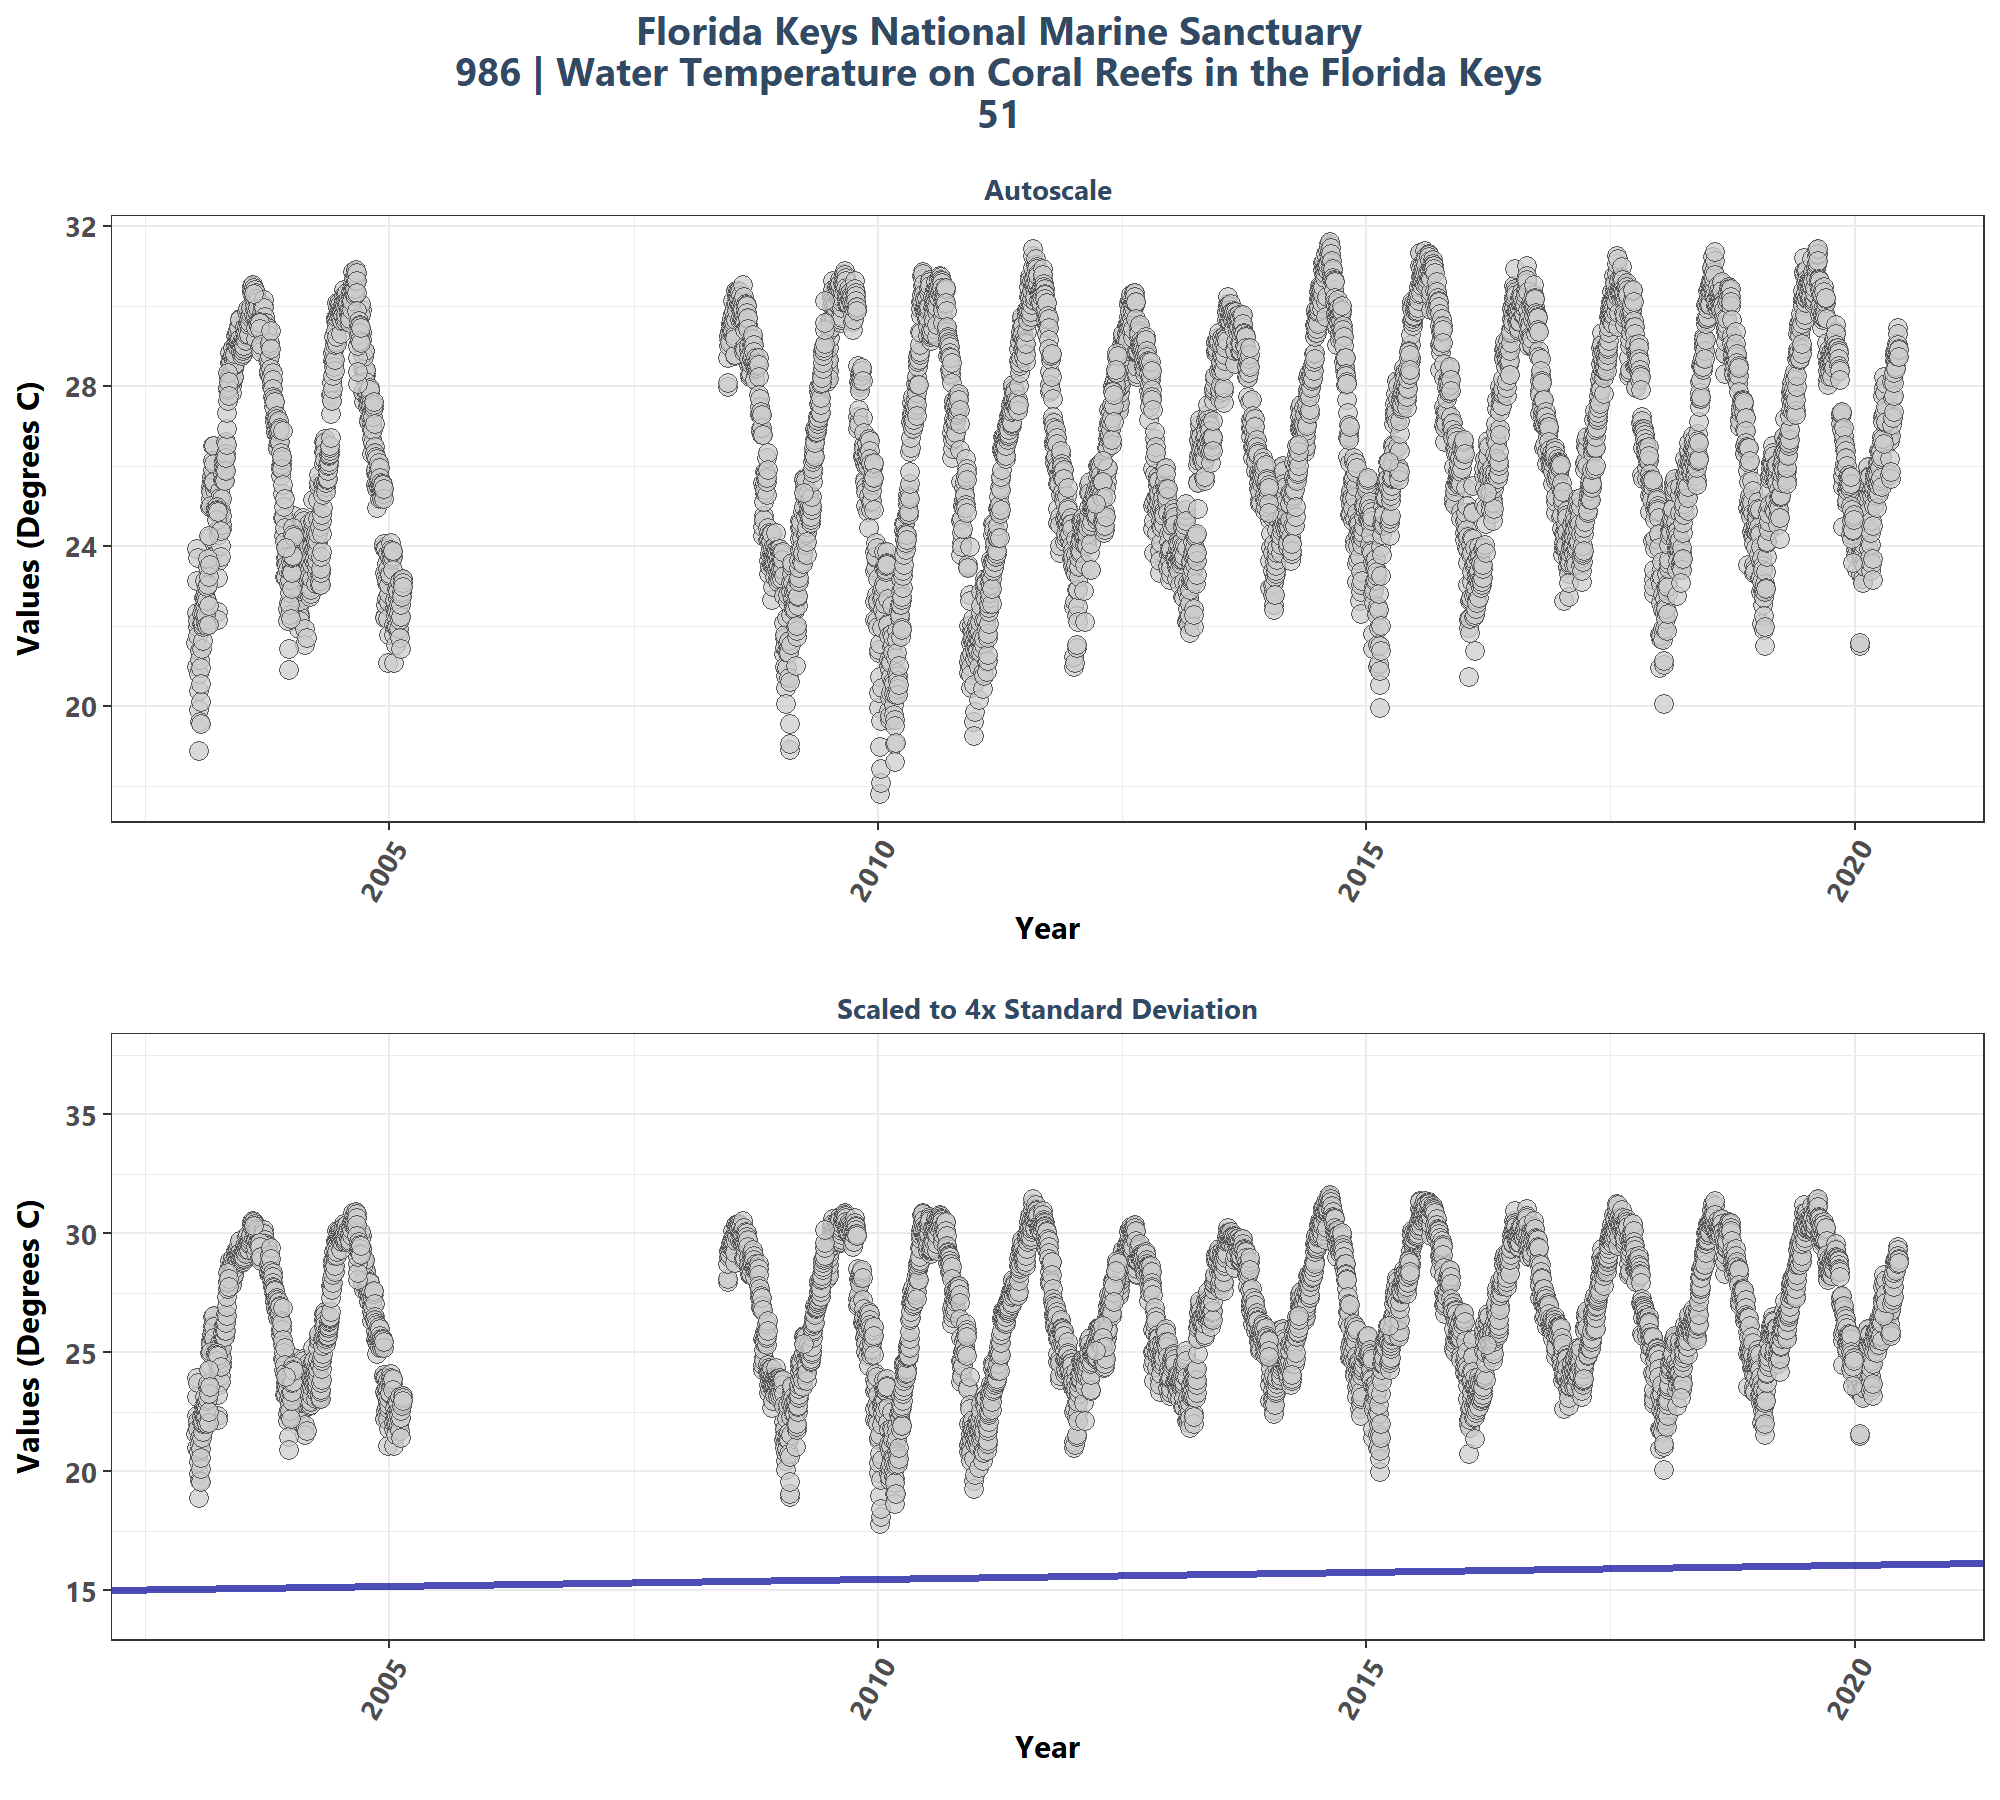 Florida Keys National Marine Sanctuary
986 | Water Temperature on Coral Reefs in the Florida Keys
51
Autoscale
Values (Degrees C)
32
28
24
20
2005
2010
2015
2020
Year
Scaled to 4x Standard Deviation
Values (Degrees C)
35
30
25
20
15
2005
2010
2015
2020
Year